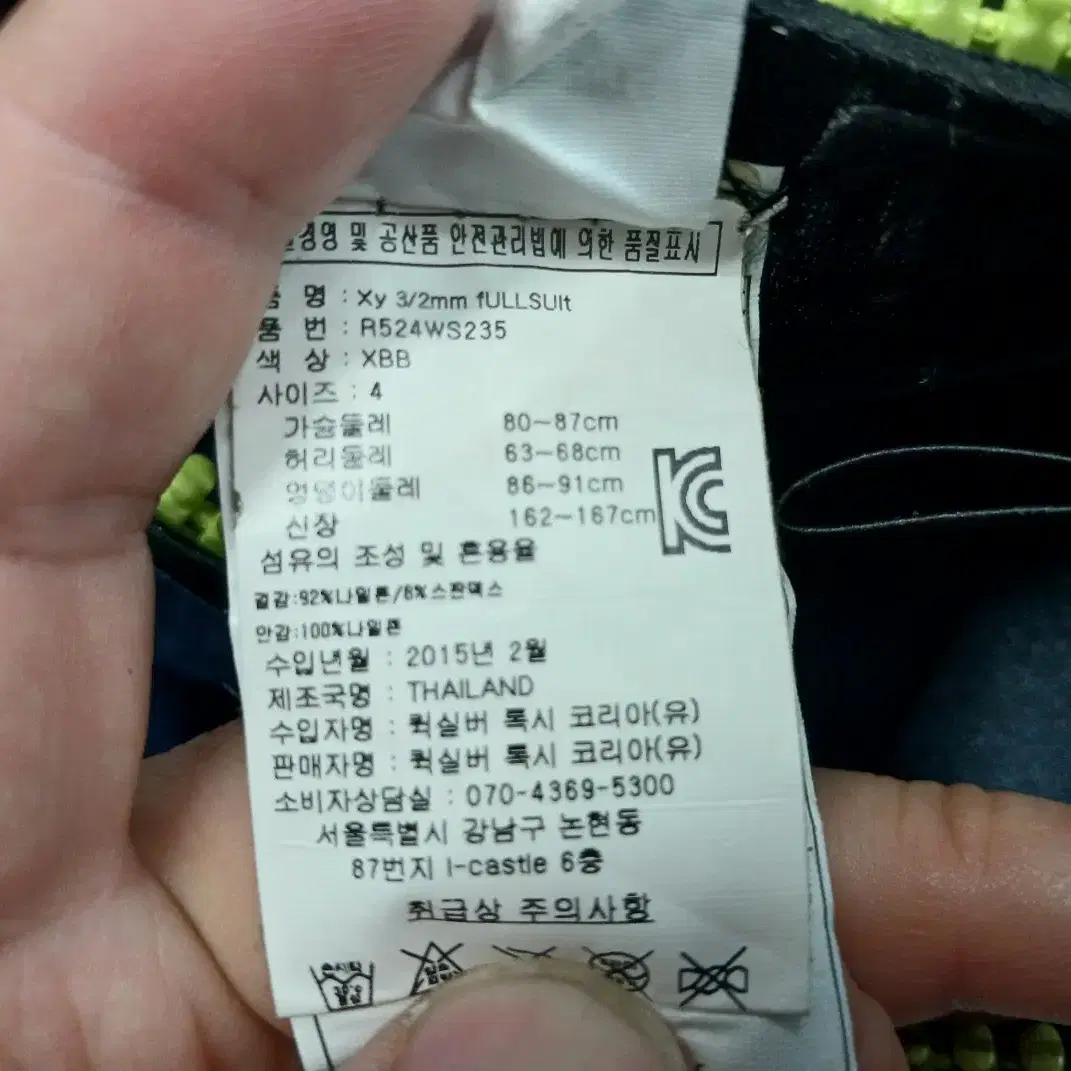 경영 및 공산품 안전관리법에 의한 품질표시
품 명 : Xy 3/2mm fULLSUIt
품 번 : R524WS235
색 상 : XBB
사이즈 : 4
가슴둘레 80~87cm
허리둘레 63~68cm
엉덩이둘레 86~91cm
신장 162~167cm
섬유의 조성 및 혼용율
겉감:92%나일론/8%스판덱스
안감:100%나일론
수입년월 : 2015년 2월
제조국명 : THAILAND
수입자명 : 퀵실버 록시 코리아(유)
판매자명 : 퀵실버 록시 코리아(유)
소비자상담실 : 070-4369-5300
서울특별시 강남구 논현동
87번지 I-castle 6층
취급상 주의사항